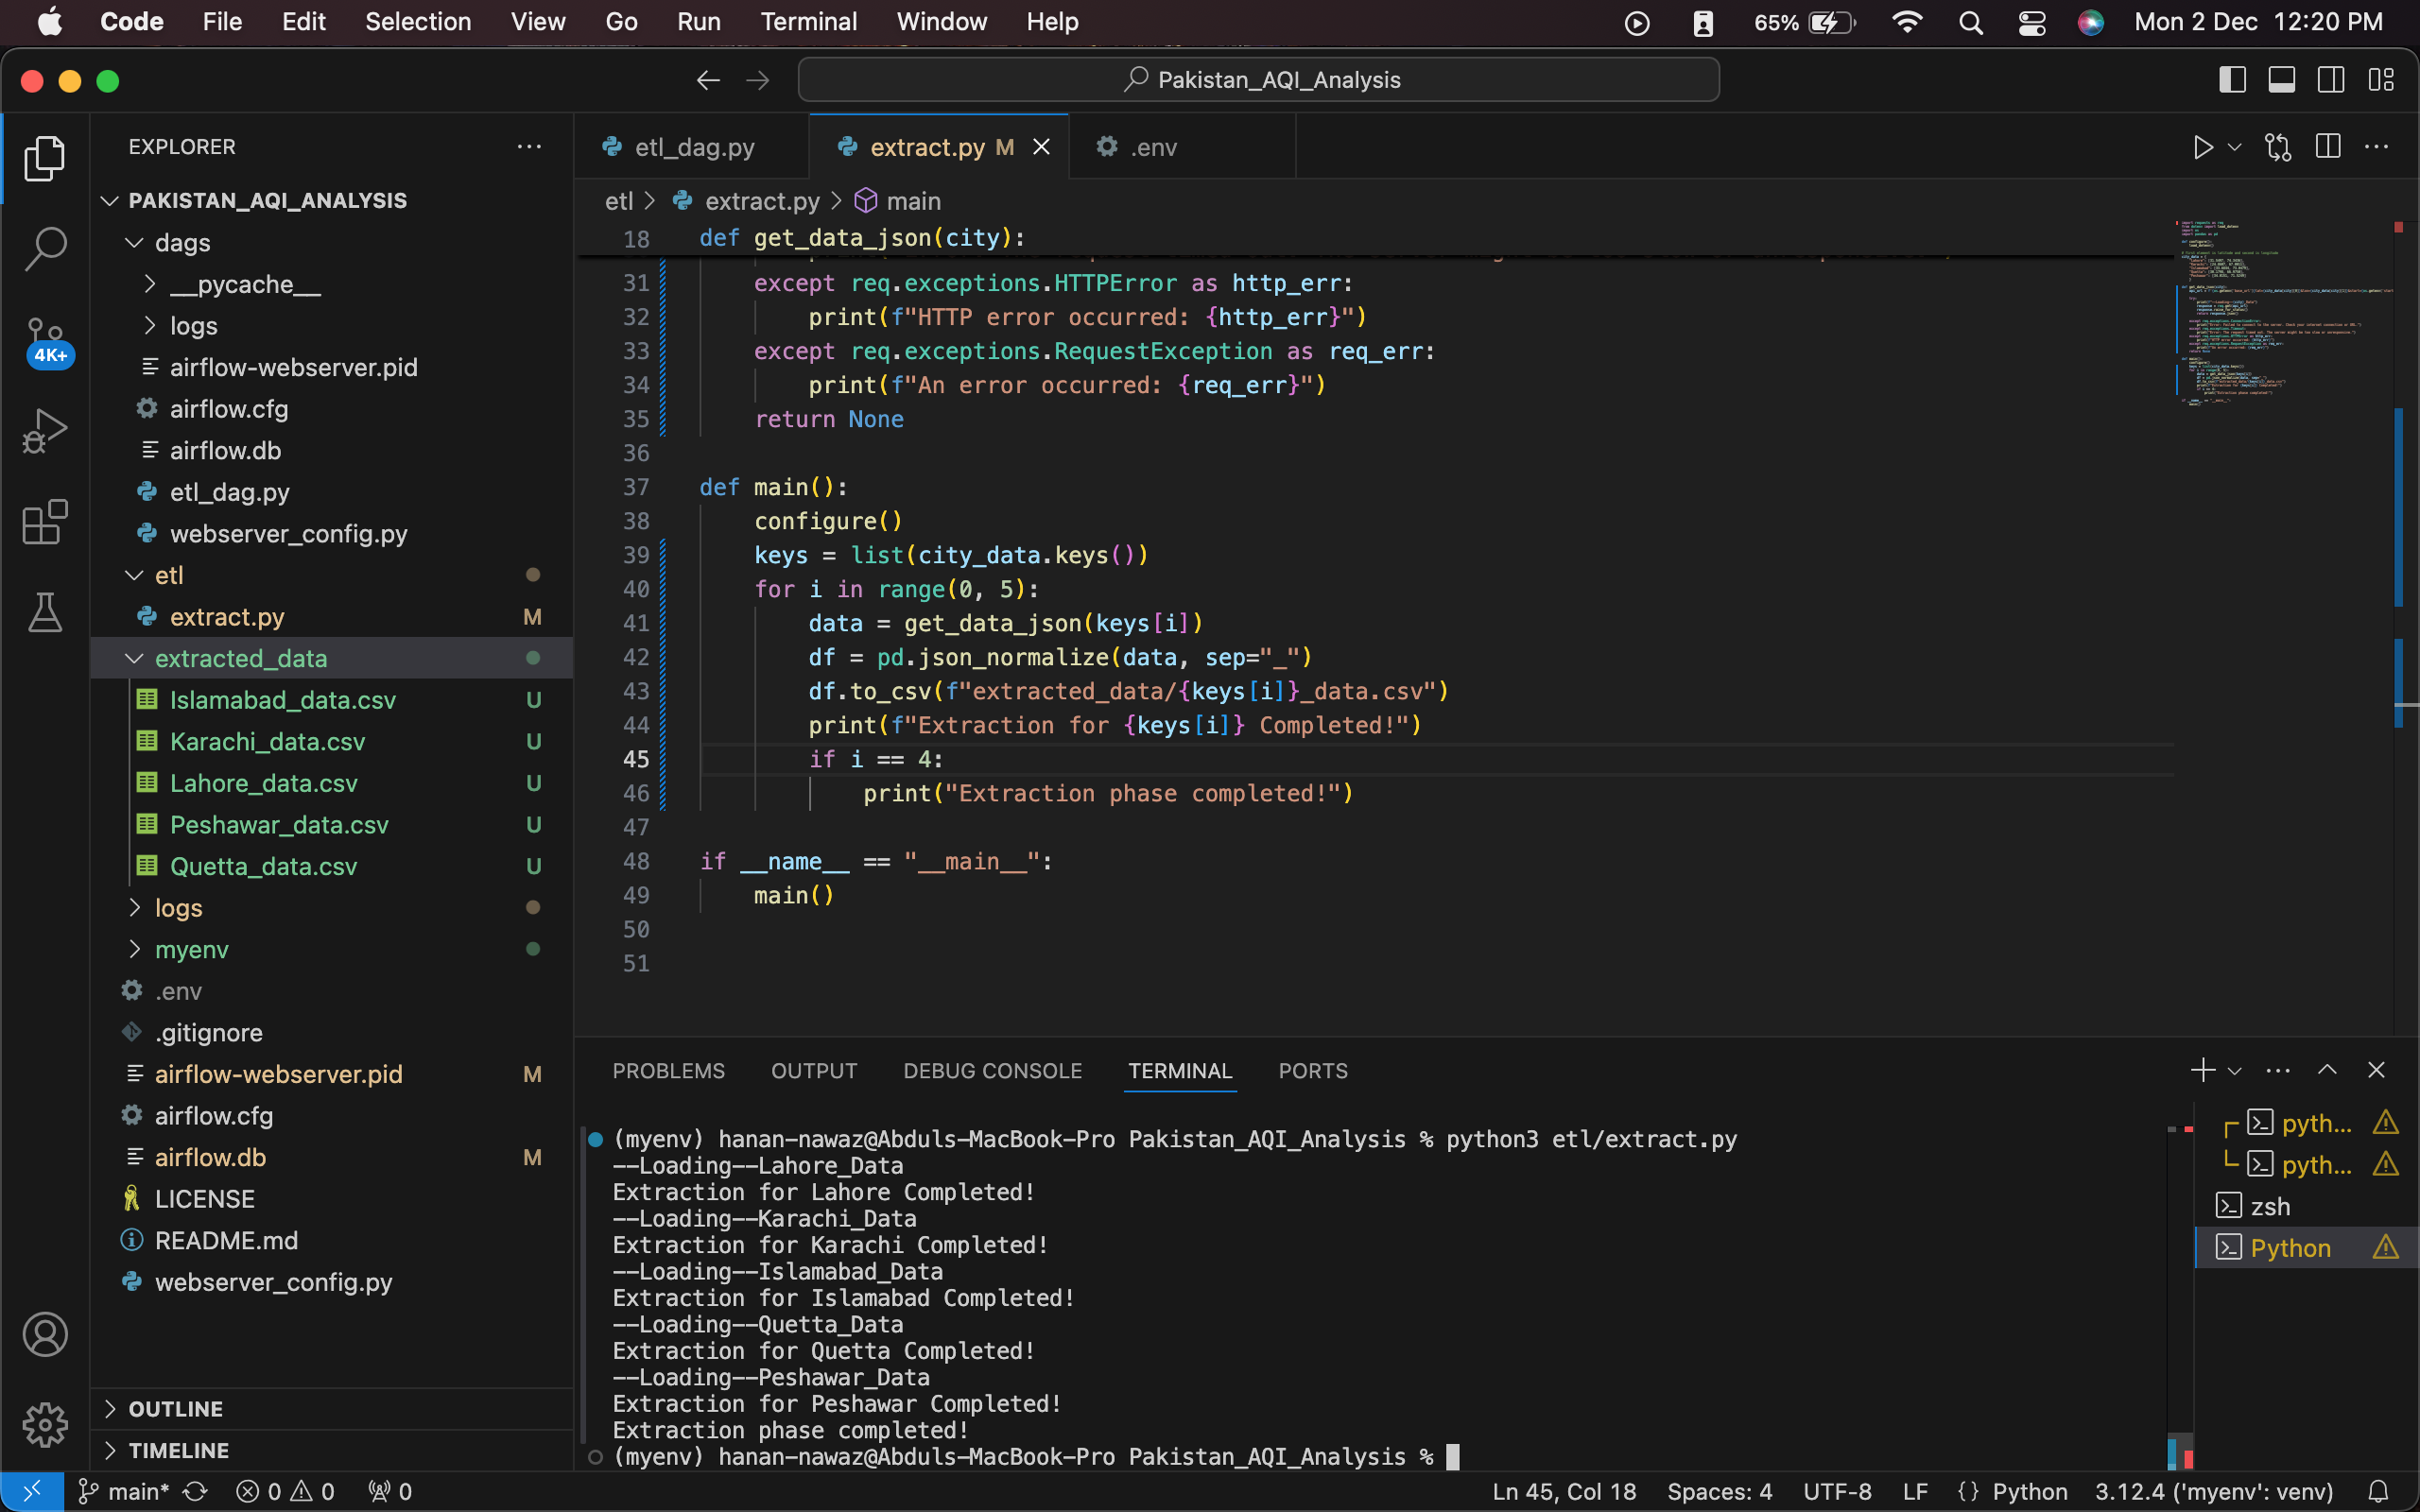 Code File Edit Selection View Go Run Terminal Window Help 65% Mon 2 Dec 12:20 PM
Pakistan_AQI_Analysis
EXPLORER
PAKISTAN_AQI_ANALYSIS
dags
__pycache__
logs
airflow-webserver.pid
airflow.cfg
airflow.db
etl_dag.py
webserver_config.py
etl
extract.py M
extracted_data
Islamabad_data.csv U
Karachi_data.csv U
Lahore_data.csv U
Peshawar_data.csv U
Quetta_data.csv U
logs
myenv
.env
.gitignore
airflow-webserver.pid M
airflow.cfg
airflow.db M
LICENSE
README.md
webserver_config.py
OUTLINE
TIMELINE
4K+
etl_dag.py extract.py M .env
etl > extract.py > main
18 def get_data_json(city):
31 except req.exceptions.HTTPError as http_err:
32 print(f"HTTP error occurred: {http_err}")
33 except req.exceptions.RequestException as req_err:
34 print(f"An error occurred: {req_err}")
35 return None
36
37 def main():
38 configure()
39 keys = list(city_data.keys())
40 for i in range(0, 5):
41 data = get_data_json(keys[i])
42 df = pd.json_normalize(data, sep="_")
43 df.to_csv(f"extracted_data/{keys[i]}_data.csv")
44 print(f"Extraction for {keys[i]} Completed!")
45 if i == 4:
46 print("Extraction phase completed!")
47
48 if __name__ == "__main__":
49 main()
50
51
PROBLEMS OUTPUT DEBUG CONSOLE TERMINAL PORTS
(myenv) hanan-nawaz@Abduls-MacBook-Pro Pakistan_AQI_Analysis % python3 etl/extract.py
--Loading--Lahore_Data
Extraction for Lahore Completed!
--Loading--Karachi_Data
Extraction for Karachi Completed!
--Loading--Islamabad_Data
Extraction for Islamabad Completed!
--Loading--Quetta_Data
Extraction for Quetta Completed!
--Loading--Peshawar_Data
Extraction for Peshawar Completed!
Extraction phase completed!
(myenv) hanan-nawaz@Abduls-MacBook-Pro Pakistan_AQI_Analysis %
pyth...
pyth...
zsh
Python
main* 0 0 0 Ln 45, Col 18 Spaces: 4 UTF-8 LF {} Python 3.12.4 ('myenv': venv)